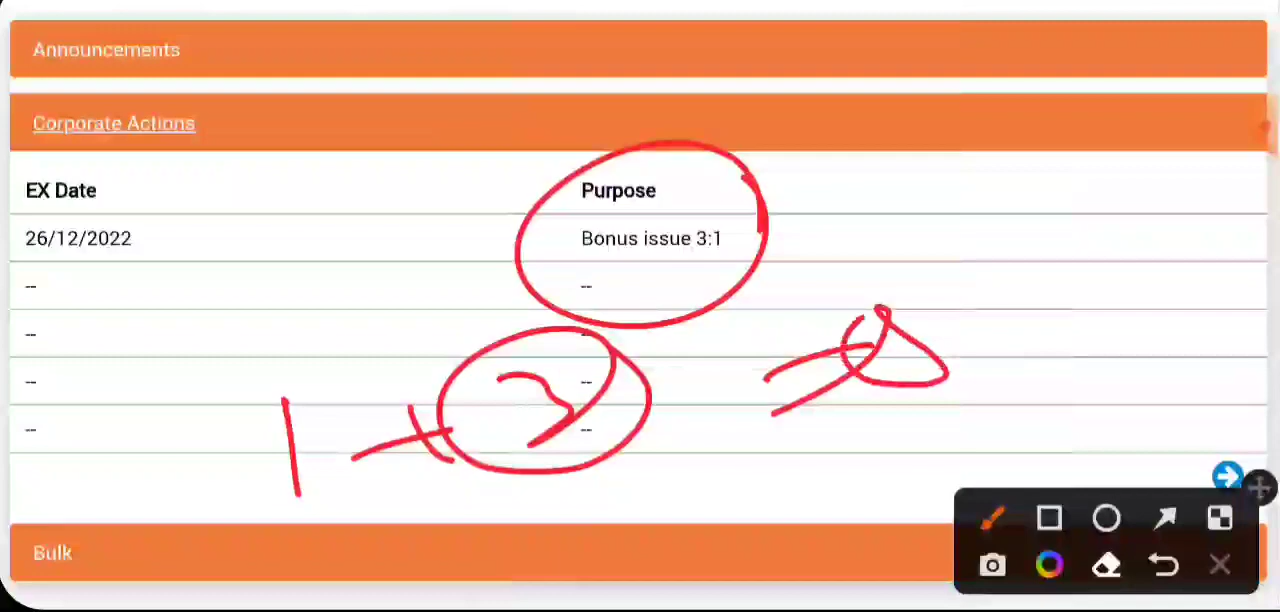 Announcements
Corporate Actions
EX Date Purpose
26/12/2022 Bonus issue 3:1
-- --
-- --
-- --
-- --
1 + 3 =
Bulk